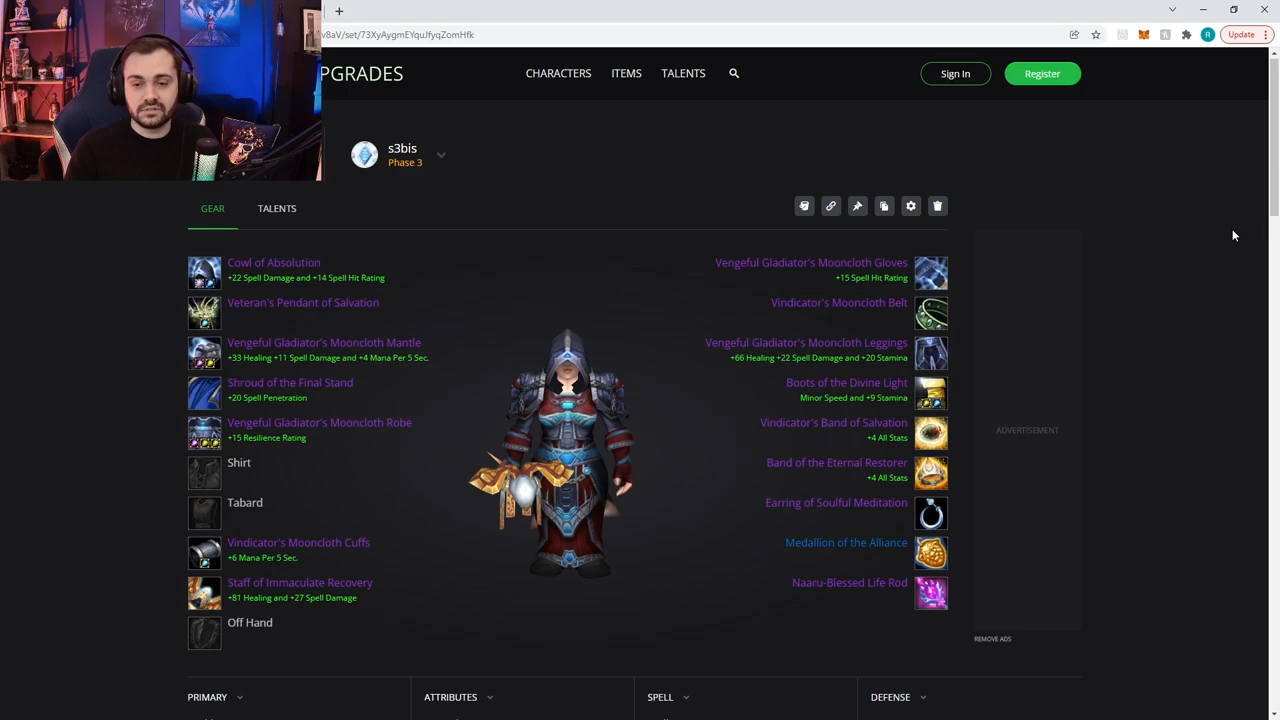 v8aV/set/73XyAygmEYquJfyqZomHfk
R
Update
PGRADES
CHARACTERS
ITEMS
TALENTS
Sign In
Register
s3bis
Phase 3
GEAR
TALENTS
Cowl of Absolution
+22 Spell Damage and +14 Spell Hit Rating
Veteran's Pendant of Salvation
Vengeful Gladiator's Mooncloth Mantle
+33 Healing +11 Spell Damage and +4 Mana Per 5 Sec.
Shroud of the Final Stand
+20 Spell Penetration
Vengeful Gladiator's Mooncloth Robe
+15 Resilience Rating
Shirt
Tabard
Vindicator's Mooncloth Cuffs
+6 Mana Per 5 Sec.
Staff of Immaculate Recovery
+81 Healing and +27 Spell Damage
Off Hand
Vengeful Gladiator's Mooncloth Gloves
+15 Spell Hit Rating
Vindicator's Mooncloth Belt
Vengeful Gladiator's Mooncloth Leggings
+66 Healing +22 Spell Damage and +20 Stamina
Boots of the Divine Light
Minor Speed and +9 Stamina
Vindicator's Band of Salvation
+4 All Stats
Band of the Eternal Restorer
+4 All Stats
Earring of Soulful Meditation
Medallion of the Alliance
Naaru-Blessed Life Rod
ADVERTISEMENT
REMOVE ADS
PRIMARY
ATTRIBUTES
SPELL
DEFENSE